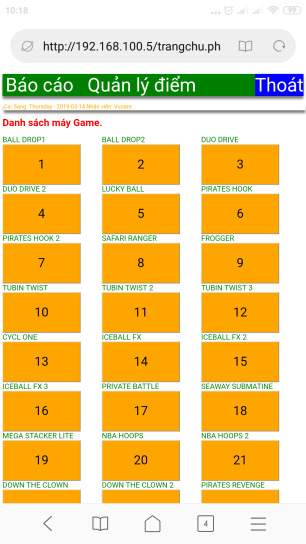 10:18
99
http://192.168.100.5/trangchu.ph
Báo cáo Quản lý điểm Thoát
Ca: Sang. Thursday - 2019-03-14 Nhân viên: Vunam
Danh sách máy Game.
BALL DROP1 BALL DROP2 DUO DRIVE
1 2 3
DUO DRIVE 2 LUCKY BALL PIRATES HOOK
4 5 6
PIRATES HOOK 2 SAFARI RANGER FROGGER
7 8 9
TUBIN TWIST TUBIN TWIST 2 TUBIN TWIST 3
10 11 12
CYCL ONE ICEBALL FX ICEBALL FX 2
13 14 15
ICEBALL FX 3 PRIVATE BATTLE SEAWAY SUBMATINE
16 17 18
MEGA STACKER LITE NBA HOOPS NBA HOOPS 2
19 20 21
DOWN THE CLOWN DOWN THE CLOWN 2 PIRATES REVENGE
4